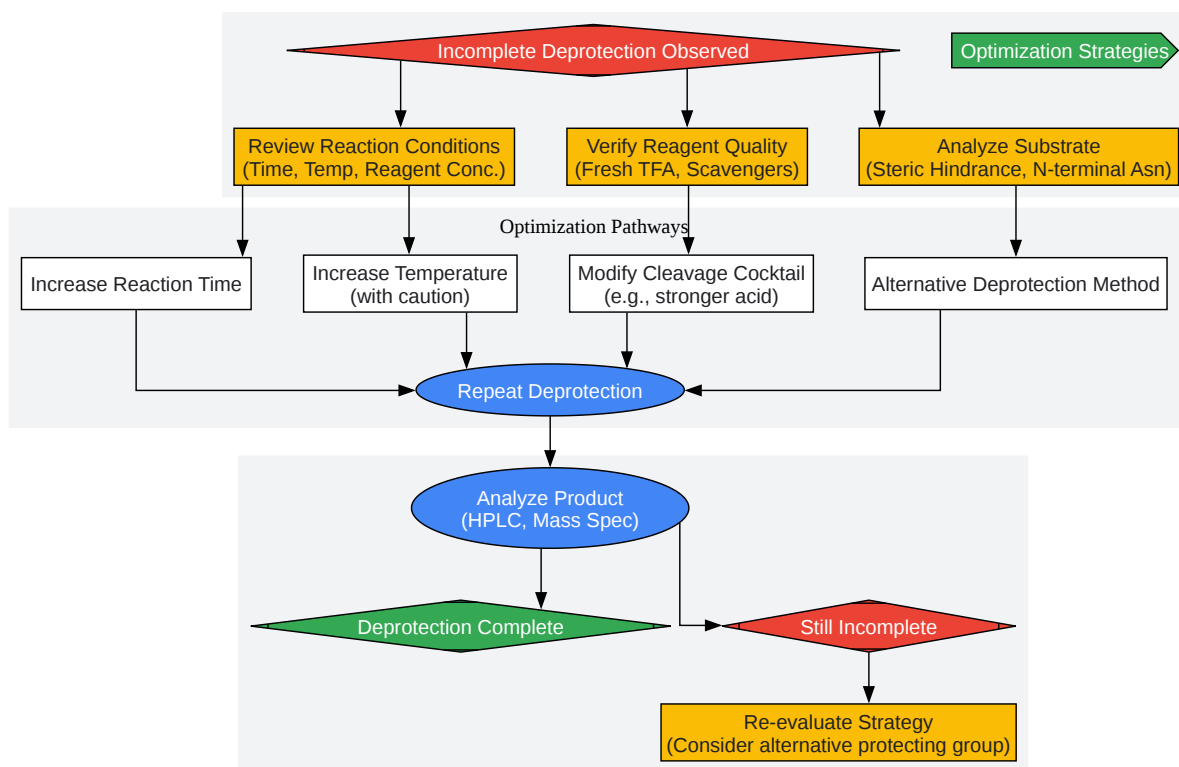 Incomplete Deprotection Observed
Optimization Strategies
Review Reaction Conditions
(Time, Temp, Reagent Conc.)
Verify Reagent Quality
(Fresh TFA, Scavengers)
Analyze Substrate
(Steric Hindrance, N-terminal Asn)
Optimization Pathways
Increase Reaction Time
Increase Temperature
(with caution)
Modify Cleavage Cocktail
(e.g., stronger acid)
Alternative Deprotection Method
Repeat Deprotection
Analyze Product
(HPLC, Mass Spec)
Deprotection Complete
Still Incomplete
Re-evaluate Strategy
(Consider alternative protecting group)